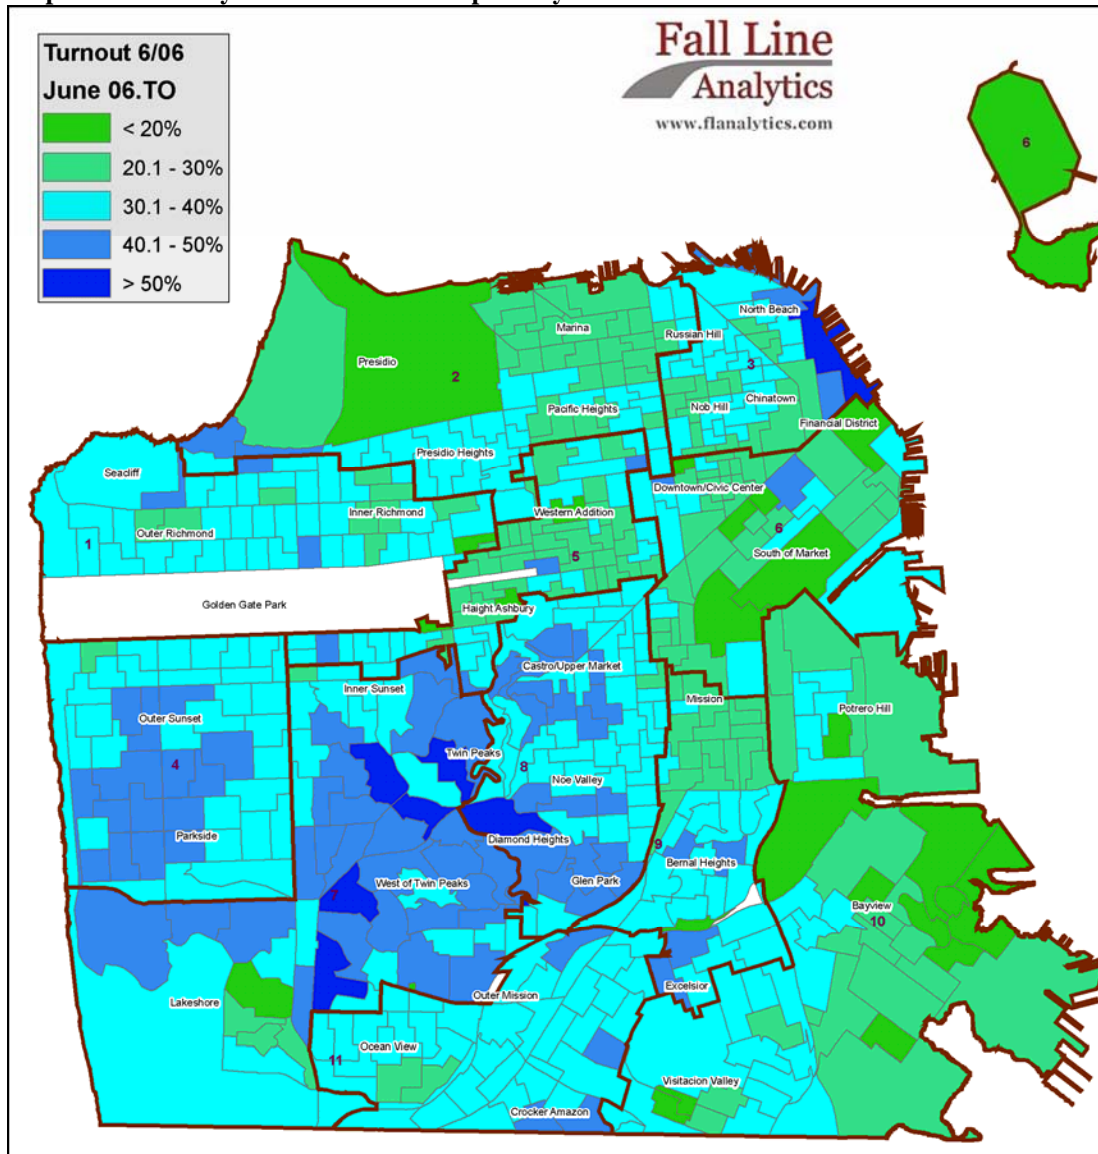 Turnout 6/06
June 06.TO
< 20%
20.1 - 30%
30.1 - 40%
40.1 - 50%
> 50%
Fall Line
Analytics
www.flanalytics.com
6
North Beach
Marina
Russian Hill
Presidio
2
3
Pacific Heights
Nob Hill
Chinatown
Financial District
Presidio Heights
Seacliff
Downtown/Civic Center
Inner Richmond
Western Addition
Outer Richmond
6
1
5
South of Market
Golden Gate Park
Haight Ashbury
Castro/Upper Market
Inner Sunset
Mission
Potrero Hill
Outer Sunset
Twin Peaks
4
8
Noe Valley
Parkside
Diamond Heights
9
Bernal Heights
West of Twin Peaks
Glen Park
7
Bayview
10
Excelsior
Lakeshore
Outer Mission
Ocean View
11
Visitacion Valley
Crocker Amazon